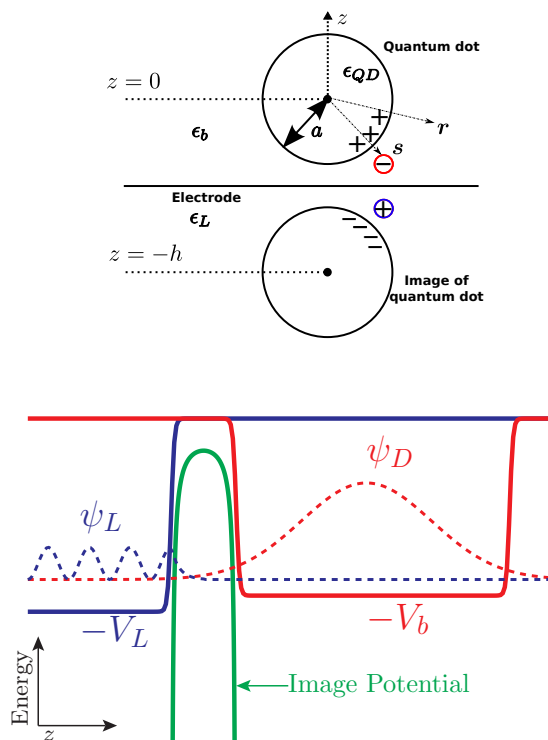 z
Quantum dot
ϵ_QD
z = 0
a
r
ϵ_b
+ + +
s
−
Electrode
ϵ_L
+
− − − −
z = −h
Image of
quantum dot
ψ_D
ψ_L
−V_L
−V_b
Energy
Image Potential
z